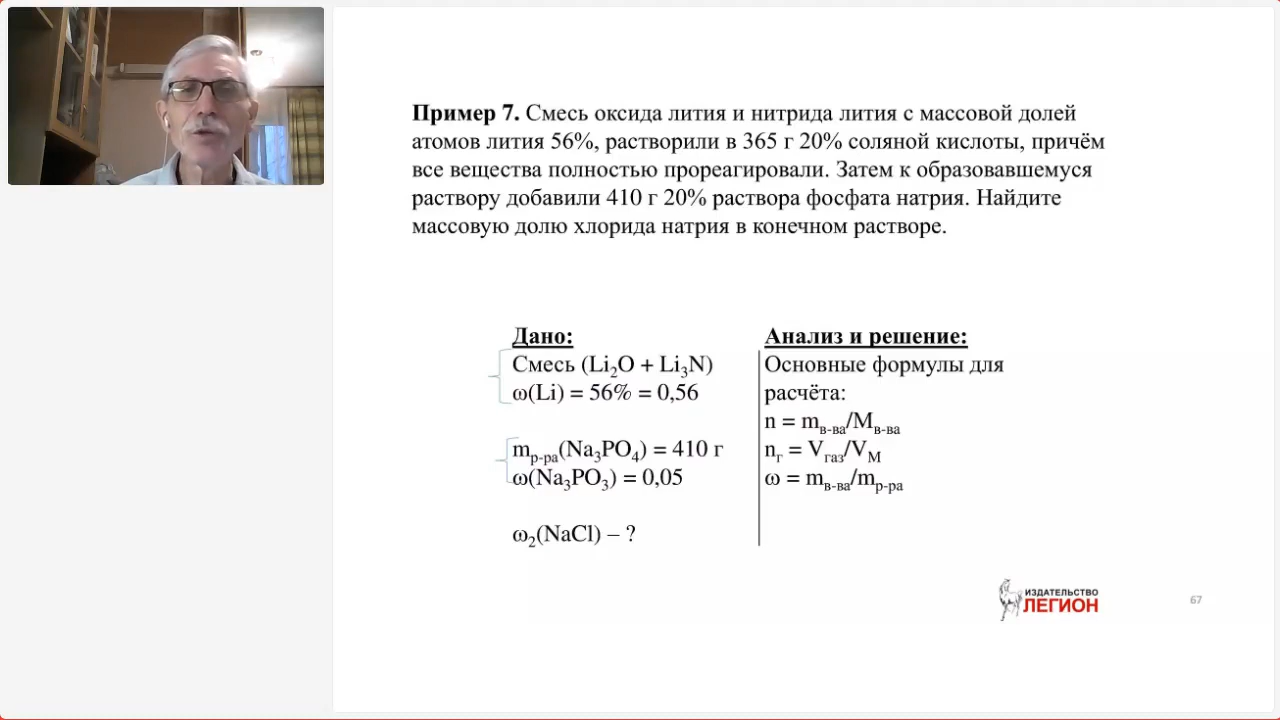 Пример 7. Смесь оксида лития и нитрида лития с массовой долей
атомов лития 56%, растворили в 365 г 20% соляной кислоты, причём
все вещества полностью прореагировали. Затем к образовавшемуся
раствору добавили 410 г 20% раствора фосфата натрия. Найдите
массовую долю хлорида натрия в конечном растворе.
Дано:
Смесь (Li₂O + Li₃N)
ω(Li) = 56% = 0,56
mр-ра(Na₃PO₄) = 410 г
ω(Na₃PO₃) = 0,05
ω₂(NaCl) – ?
Анализ и решение:
Основные формулы для
расчёта:
n = mв-ва/Mв-ва
nг = Vгаз/VМ
ω = mв-ва/mр-ра
ИЗДАТЕЛЬСТВО
ЛЕГИОН
67